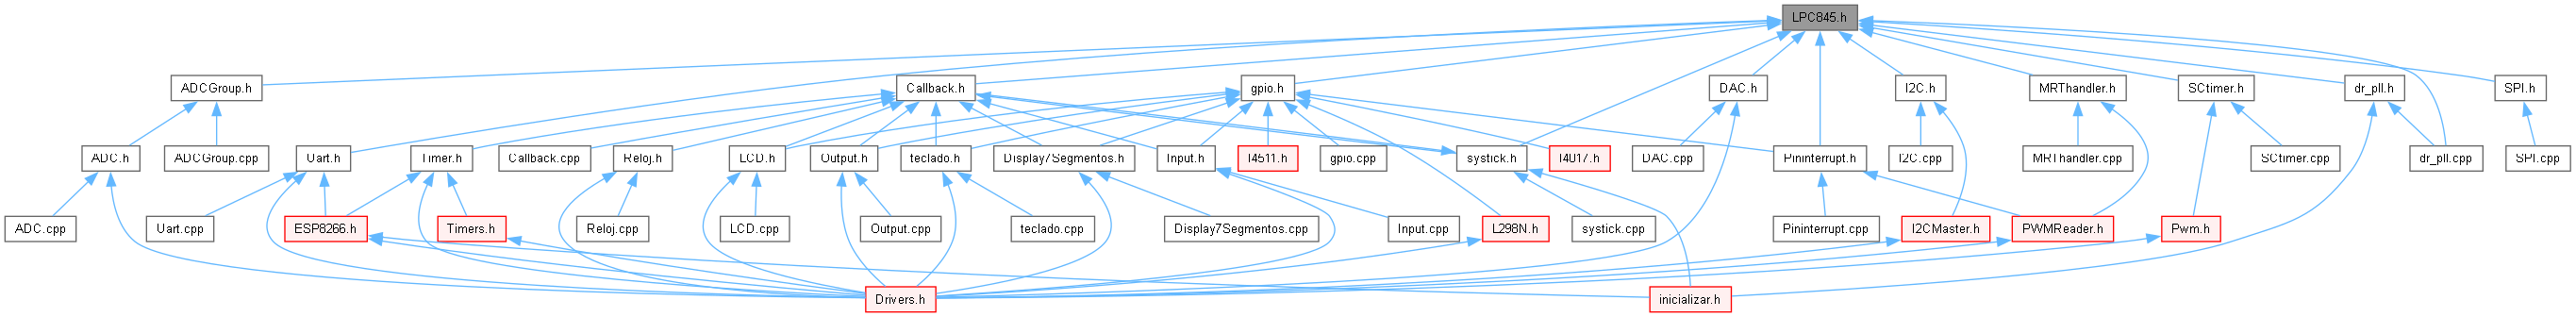 LPC845.h
ADCGroup.h
Callback.h
gpio.h
DAC.h
I2C.h
MRThandler.h
SCtimer.h
dr_pll.h
SPI.h
ADC.h
ADCGroup.cpp
Uart.h
Timer.h
Callback.cpp
Reloj.h
LCD.h
Output.h
teclado.h
Display7Segmentos.h
Input.h
I4511.h
gpio.cpp
systick.h
I4017.h
DAC.cpp
Pininterrupt.h
I2C.cpp
MRThandler.cpp
SCtimer.cpp
dr_pll.cpp
SPI.cpp
ADC.cpp
Uart.cpp
ESP8266.h
Timers.h
Reloj.cpp
LCD.cpp
Output.cpp
teclado.cpp
Display7Segmentos.cpp
Input.cpp
L298N.h
systick.cpp
Pininterrupt.cpp
I2CMaster.h
PWMReader.h
Pwm.h
Drivers.h
inicializar.h